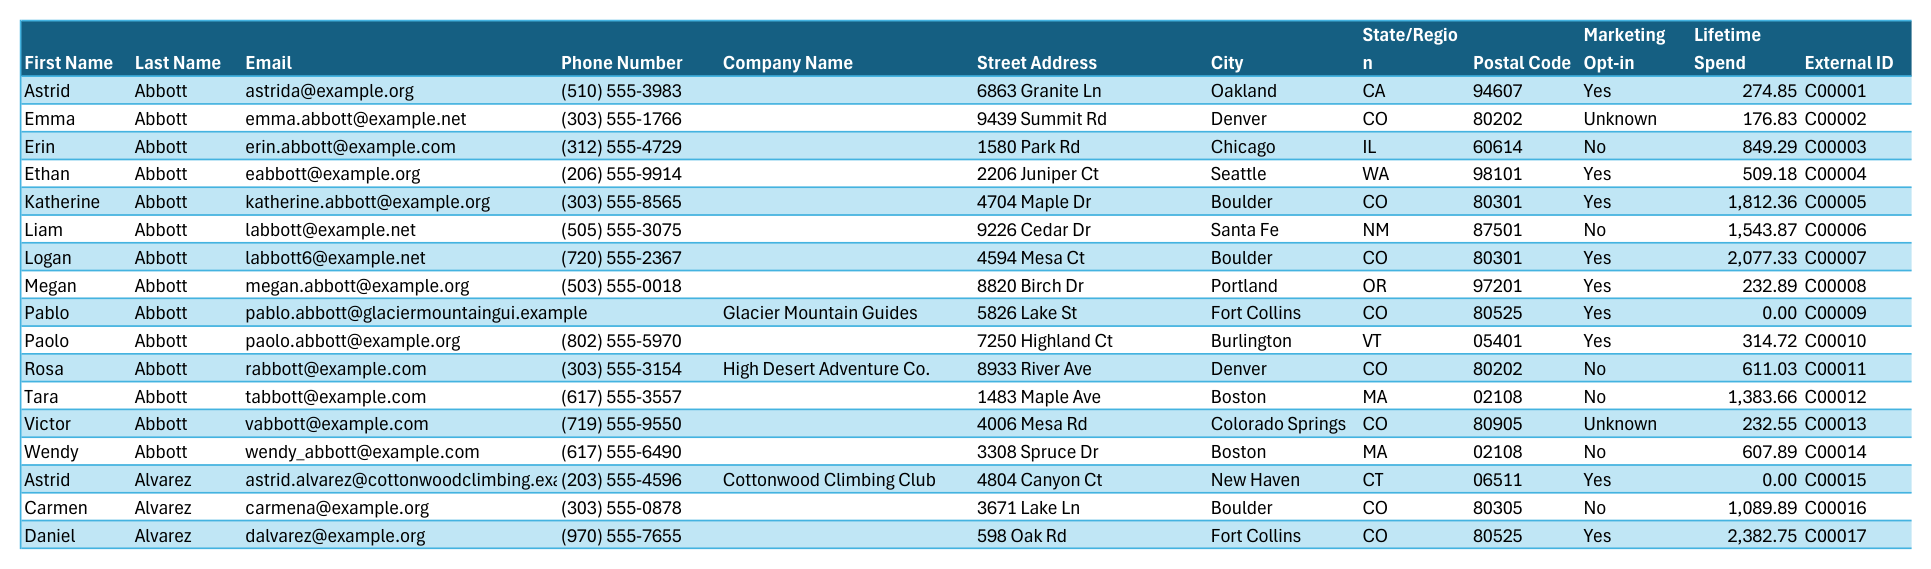 First Name Last Name Email Phone Number Company Name Street Address City State/Region Postal Code Marketing Opt-in Lifetime Spend External ID
Astrid Abbott astrida@example.org (510) 555-3983 6863 Granite Ln Oakland CA 94607 Yes 274.85 C00001
Emma Abbott emma.abbott@example.net (303) 555-1766 9439 Summit Rd Denver CO 80202 Unknown 176.83 C00002
Erin Abbott erin.abbott@example.com (312) 555-4729 1580 Park Rd Chicago IL 60614 No 849.29 C00003
Ethan Abbott eabbott@example.org (206) 555-9914 2206 Juniper Ct Seattle WA 98101 Yes 509.18 C00004
Katherine Abbott katherine.abbott@example.org (303) 555-8565 4704 Maple Dr Boulder CO 80301 Yes 1,812.36 C00005
Liam Abbott labbott@example.net (505) 555-3075 9226 Cedar Dr Santa Fe NM 87501 No 1,543.87 C00006
Logan Abbott labbott6@example.net (720) 555-2367 4594 Mesa Ct Boulder CO 80301 Yes 2,077.33 C00007
Megan Abbott megan.abbott@example.org (503) 555-0018 8820 Birch Dr Portland OR 97201 Yes 232.89 C00008
Pablo Abbott pablo.abbott@glaciermountaingui.example Glacier Mountain Guides 5826 Lake St Fort Collins CO 80525 Yes 0.00 C00009
Paolo Abbott paolo.abbott@example.org (802) 555-5970 7250 Highland Ct Burlington VT 05401 Yes 314.72 C00010
Rosa Abbott rabbott@example.com (303) 555-3154 High Desert Adventure Co. 8933 River Ave Denver CO 80202 No 611.03 C00011
Tara Abbott tabbott@example.com (617) 555-3557 1483 Maple Ave Boston MA 02108 No 1,383.66 C00012
Victor Abbott vabbott@example.com (719) 555-9550 4006 Mesa Rd Colorado Springs CO 80905 Unknown 232.55 C00013
Wendy Abbott wendy_abbott@example.com (617) 555-6490 3308 Spruce Dr Boston MA 02108 No 607.89 C00014
Astrid Alvarez astrid.alvarez@cottonwoodclimbing.exa (203) 555-4596 Cottonwood Climbing Club 4804 Canyon Ct New Haven CT 06511 Yes 0.00 C00015
Carmen Alvarez carmena@example.org (303) 555-0878 3671 Lake Ln Boulder CO 80305 No 1,089.89 C00016
Daniel Alvarez dalvarez@example.org (970) 555-7655 598 Oak Rd Fort Collins CO 80525 Yes 2,382.75 C00017